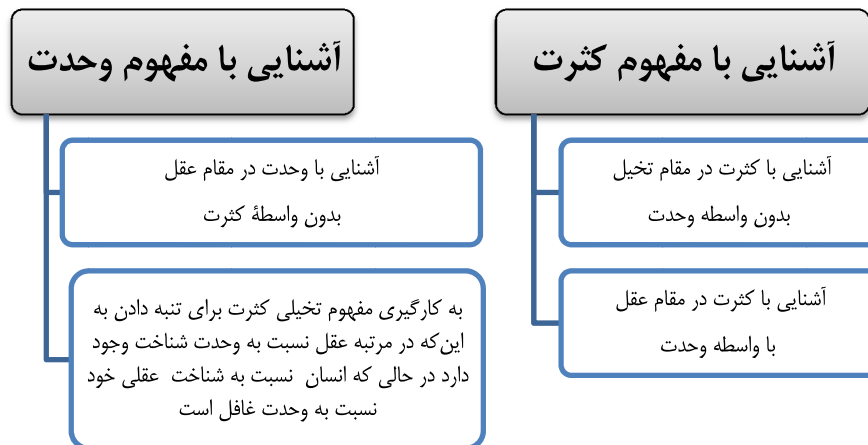 آشنایی با مفهوم کثرت
آشنایی با کثرت در مقام تخیل
بدون واسطه وحدت
آشنایی با کثرت در مقام عقل
با واسطه وحدت
آشنایی با مفهوم وحدت
آشنایی با وحدت در مقام عقل
بدون واسطۀ کثرت
به کارگیری مفهوم تخیلی کثرت برای تنبه دادن به
این‌که در مرتبه عقل نسبت به وحدت شناخت وجود
دارد در حالی که انسان نسبت به شناخت عقلی خود
نسبت به وحدت غافل است